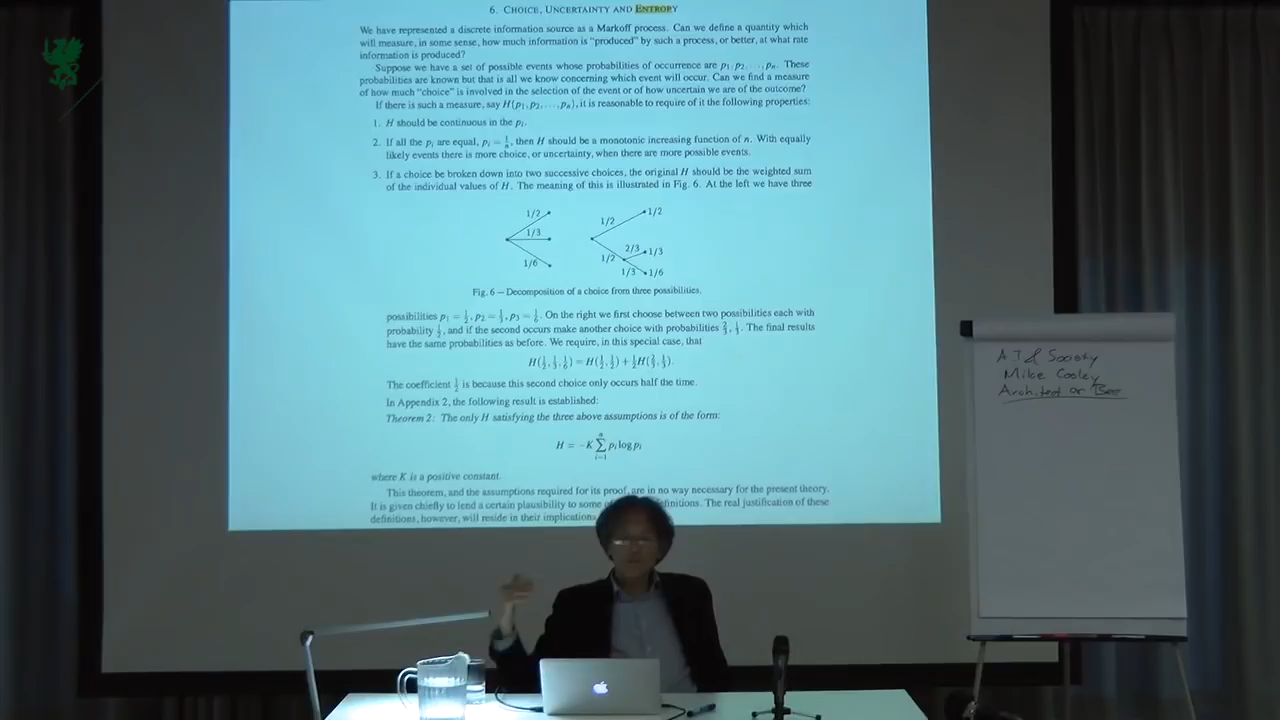 6. CHOICE, UNCERTAINTY AND ENTROPY
We have represented a discrete information source as a Markoff process. Can we define a quantity which
will measure, in some sense, how much information is “produced” by such a process, or better, at what rate
information is produced?
Suppose we have a set of possible events whose probabilities of occurrence are p₁, p₂, …, pₙ. These
probabilities are known but that is all we know concerning which event will occur. Can we find a measure
of how much “choice” is involved in the selection of the event or of how uncertain we are of the outcome?
If there is such a measure, say H(p₁, p₂, …, pₙ), it is reasonable to require of it the following properties:
1. H should be continuous in the pᵢ.
2. If all the pᵢ are equal, pᵢ = 1/n, then H should be a monotonic increasing function of n. With equally
likely events there is more choice, or uncertainty, when there are more possible events.
3. If a choice be broken down into two successive choices, the original H should be the weighted sum
of the individual values of H. The meaning of this is illustrated in Fig. 6. At the left we have three
1/2
1/3
1/6
1/2
1/2
1/2
2/3
1/3
1/3
1/6
Fig. 6 — Decomposition of a choice from three possibilities.
possibilities p₁ = 1/2, p₂ = 1/3, p₃ = 1/6. On the right we first choose between two possibilities each with
probability 1/2, and if the second occurs make another choice with probabilities 2/3, 1/3. The final results
have the same probabilities as before. We require, in this special case, that
H(1/2, 1/3, 1/6) = H(1/2, 1/2) + 1/2H(2/3, 1/3).
The coefficient 1/2 is because this second choice only occurs half the time.
In Appendix 2, the following result is established:
Theorem 2: The only H satisfying the three above assumptions is of the form:
H = −K ∑ᵢ₌₁ⁿ pᵢ log pᵢ
where K is a positive constant.
This theorem, and the assumptions required for its proof, are in no way necessary for the present theory.
It is given chiefly to lend a certain plausibility to some of finitions. The real justification of these
definitions, however, will reside in their implications
A I & Society
Mike Cooley
Architect or Bee